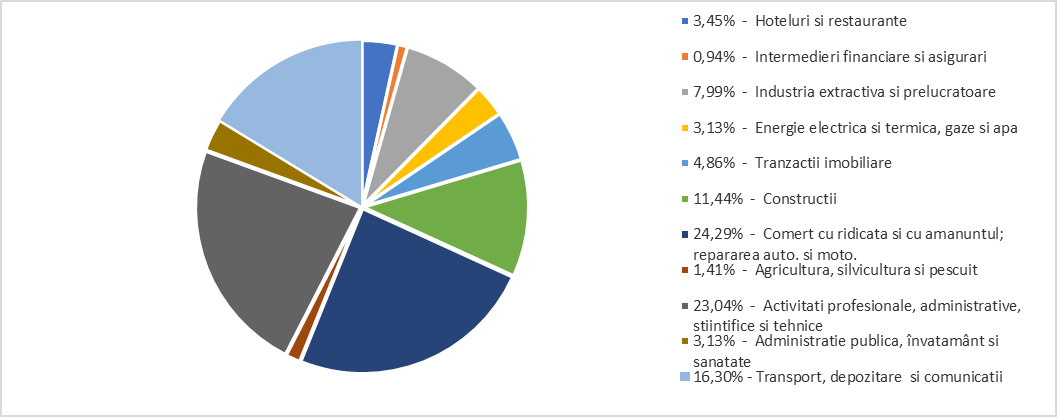 3,45%  -  Hoteluri si restaurante
0,94%  -  Intermedieri financiare si asigurari
7,99%  -  Industria extractiva si prelucratoare
3,13%  -  Energie electrica si termica, gaze si apa
4,86%  -  Tranzactii imobiliare
11,44%  -  Constructii
24,29%  -  Comert cu ridicata si cu amanuntul;
repararea auto. si moto.
1,41%  -  Agricultura, silvicultura si pescuit
23,04%  -  Activitati profesionale, administrative,
stiintifice si tehnice
3,13%  -  Administratie publica, învatamânt si
sanatate
16,30% - Transport, depozitare  si comunicatii